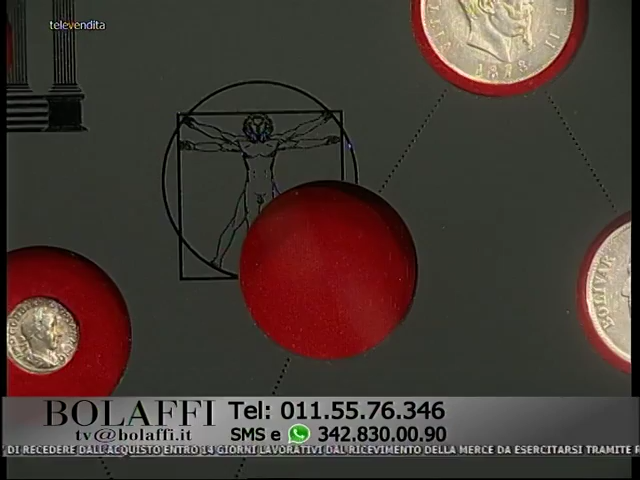 televendita
1878
BOLIVAR
BOLAFFI
tv@bolaffi.it
Tel: 011.55.76.346
SMS e 342.830.00.90
DI RECEDERE DALL'ACQUISTO ENTRO 14 GIORNI LAVORATIVI DAL RICEVIMENTO DELLA MERCE DA ESERCITARSI TRAMITE R